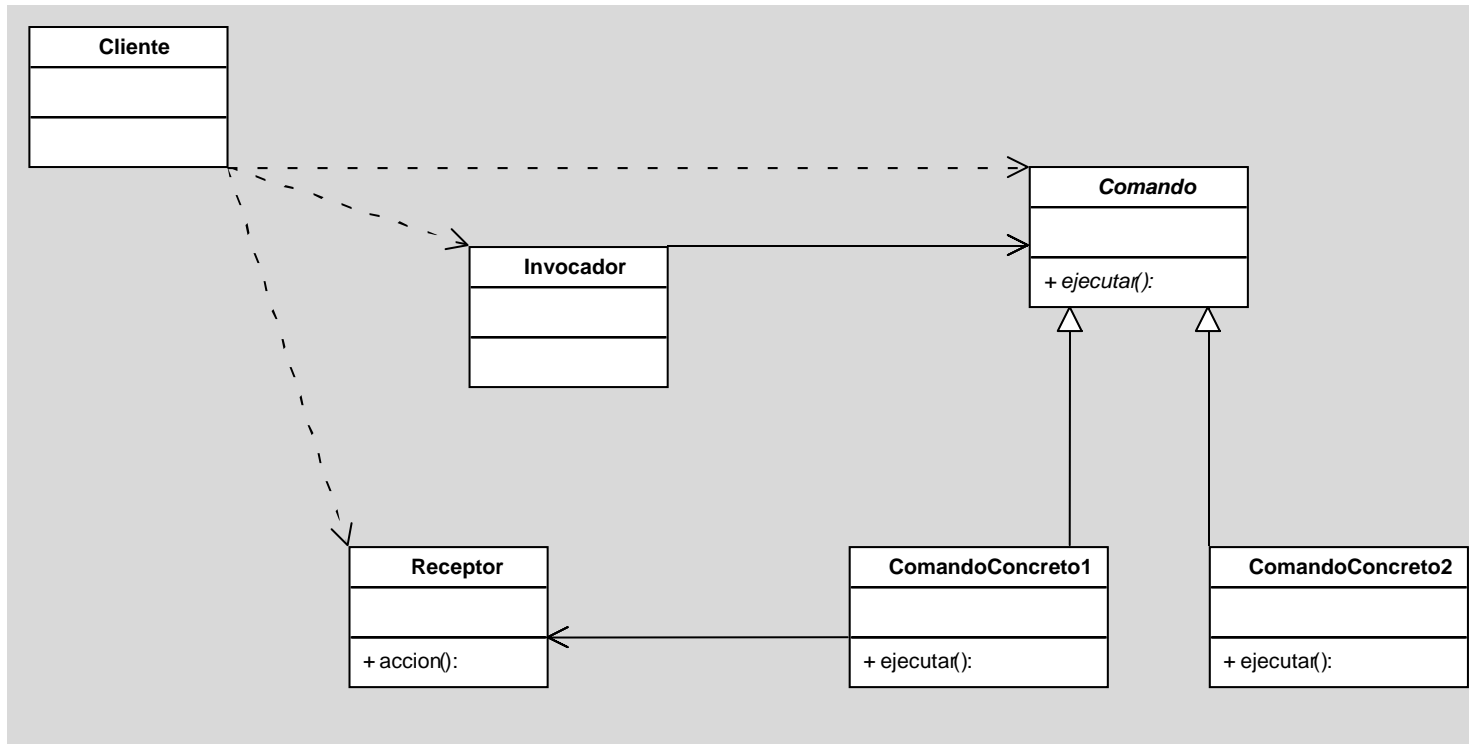 Cliente
Comando
+ ejecutar():
Invocador
Receptor
+ accion():
ComandoConcreto1
+ ejecutar():
ComandoConcreto2
+ ejecutar():